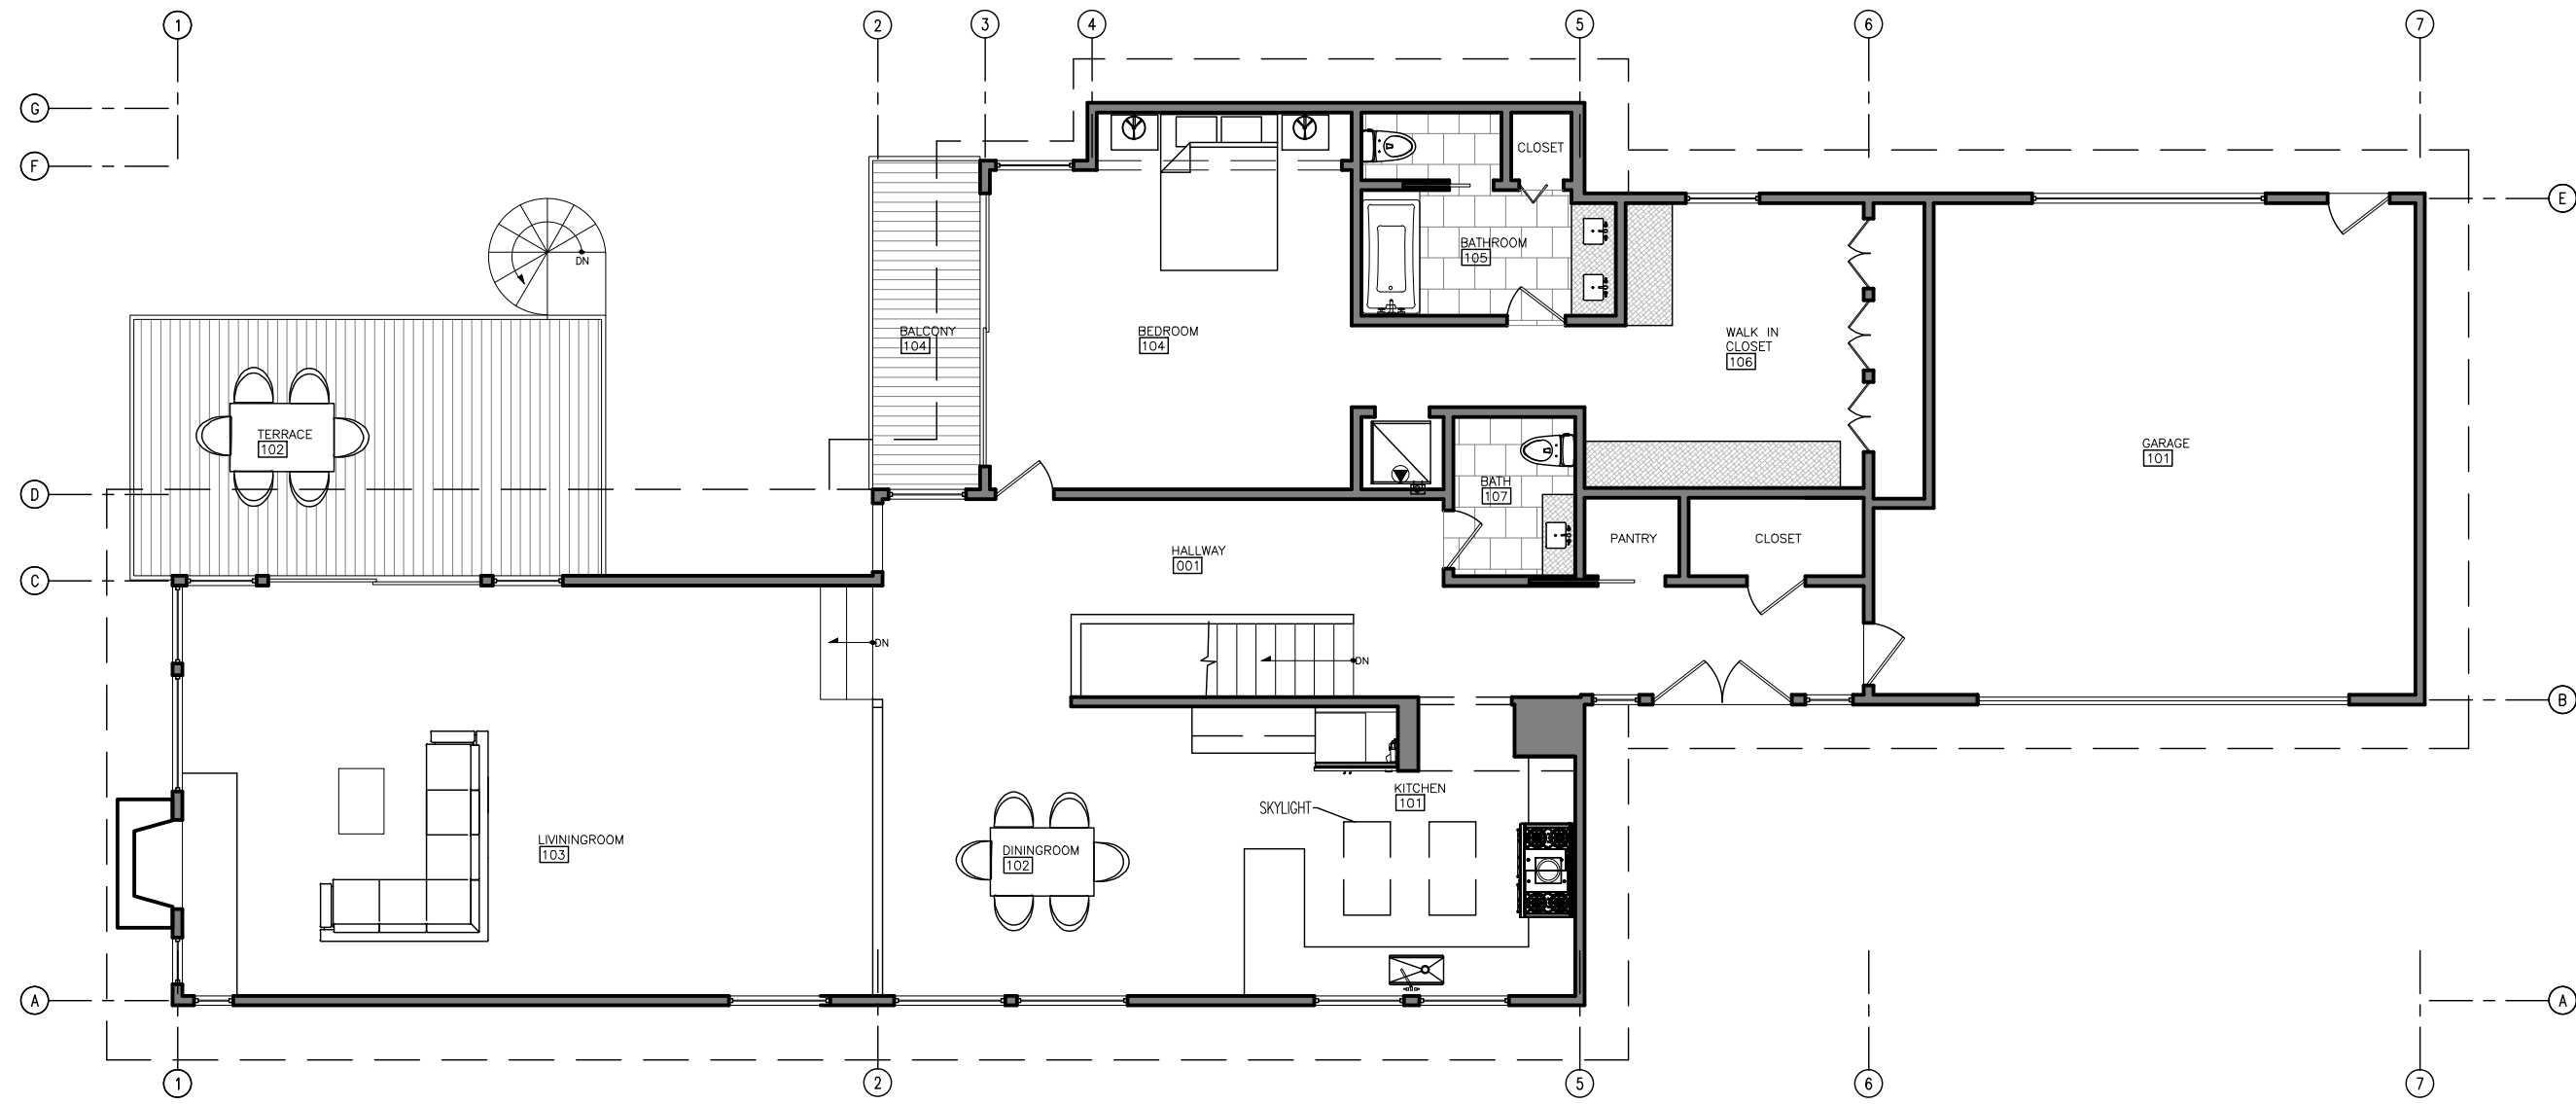 1
2
3
4
5
6
7
G
F
CLOSET
E
BATHROOM
105
DN
BALCONY
104
BEDROOM
104
WALK IN
CLOSET
106
TERRACE
102
GARAGE
101
D
BATH
107
HALLWAY
001
PANTRY
CLOSET
C
DN
DN
B
KITCHEN
101
SKYLIGHT
LIVININGROOM
103
DININGROOM
102
A
A
1
2
5
6
7